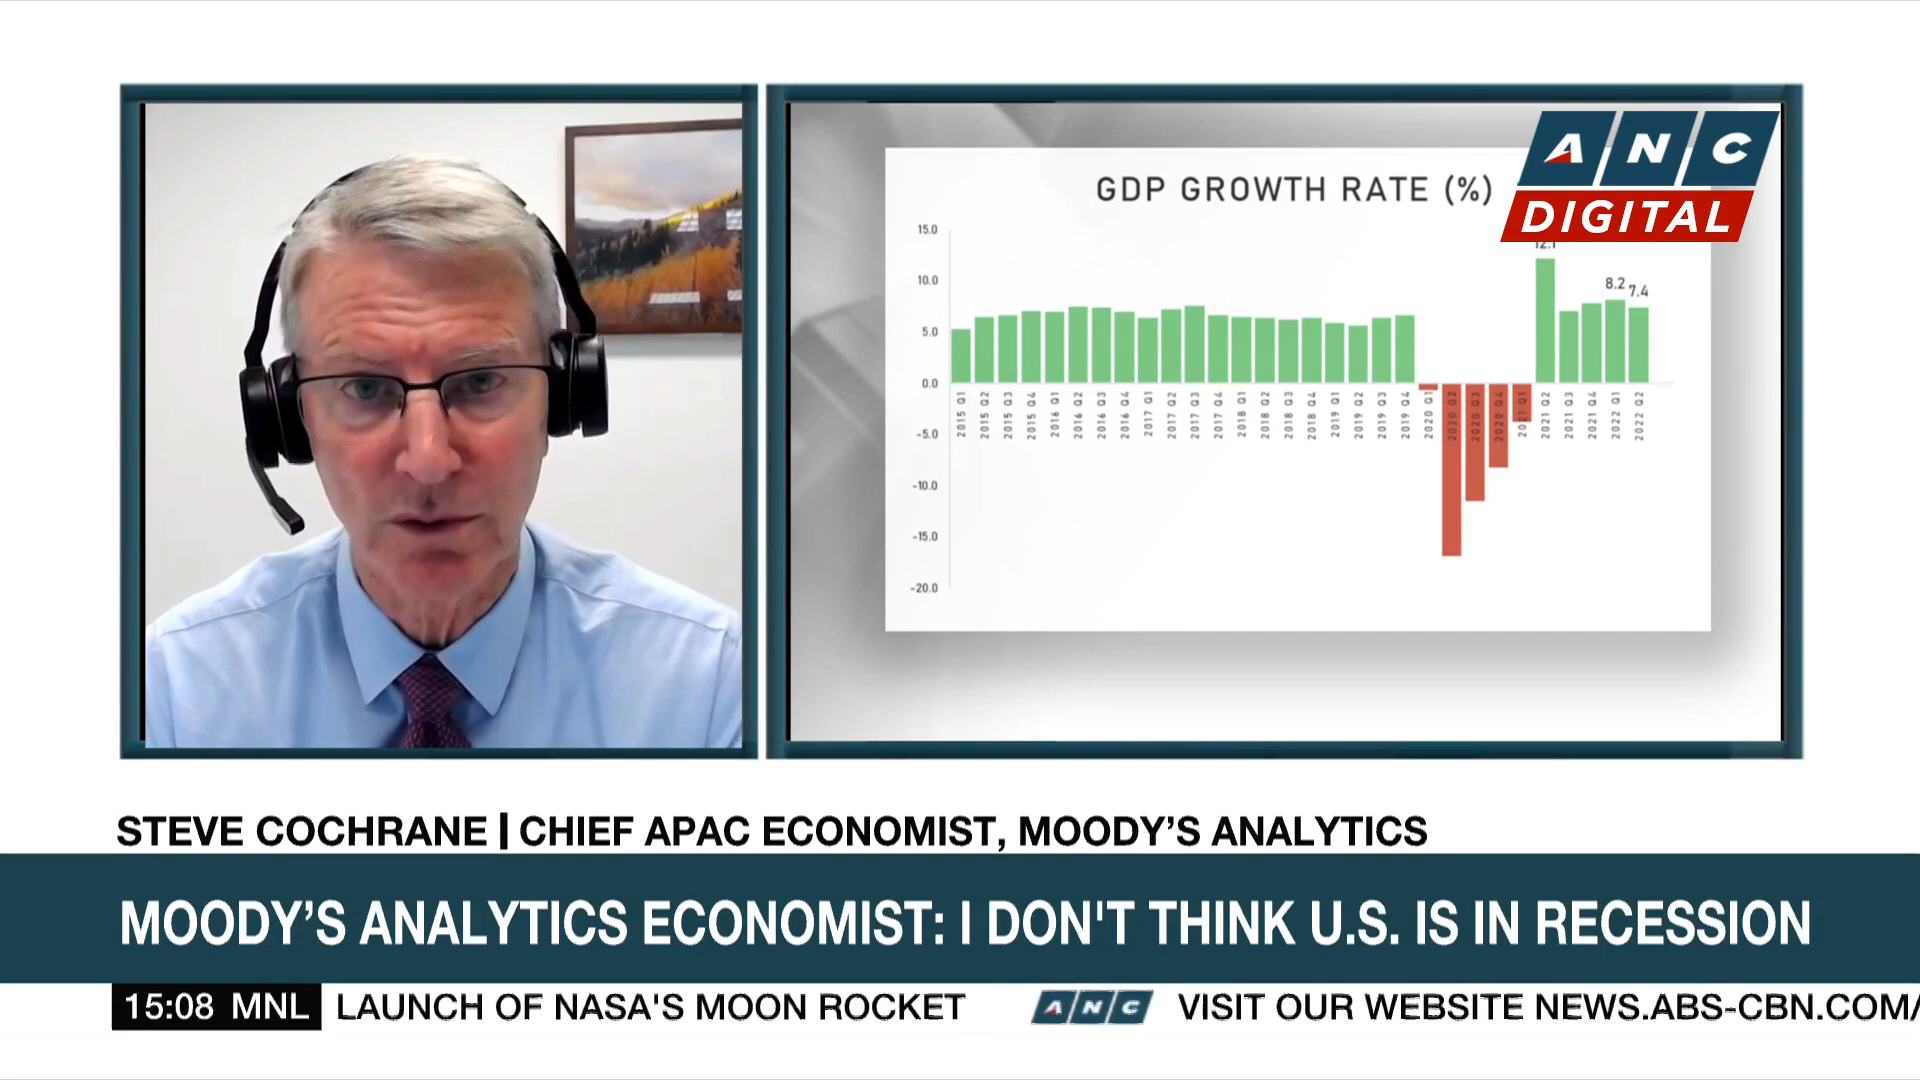 ANC
DIGITAL
GDP GROWTH RATE (%)
15.0
10.0
5.0
0.0
-5.0
-10.0
-15.0
-20.0
12.1
8.2
7.4
2015 Q1
2015 Q2
2015 Q3
2015 Q4
2016 Q1
2016 Q2
2016 Q3
2016 Q4
2017 Q1
2017 Q2
2017 Q3
2017 Q4
2018 Q1
2018 Q2
2018 Q3
2018 Q4
2019 Q1
2019 Q2
2019 Q3
2019 Q4
2020 Q1
2020 Q2
2020 Q3
2020 Q4
2021 Q1
2021 Q2
2021 Q3
2021 Q4
2022 Q1
2022 Q2
STEVE COCHRANE | CHIEF APAC ECONOMIST, MOODY’S ANALYTICS
MOODY’S ANALYTICS ECONOMIST: I DON'T THINK U.S. IS IN RECESSION
15:08 MNL LAUNCH OF NASA'S MOON ROCKET ANC VISIT OUR WEBSITE NEWS.ABS-CBN.COM/